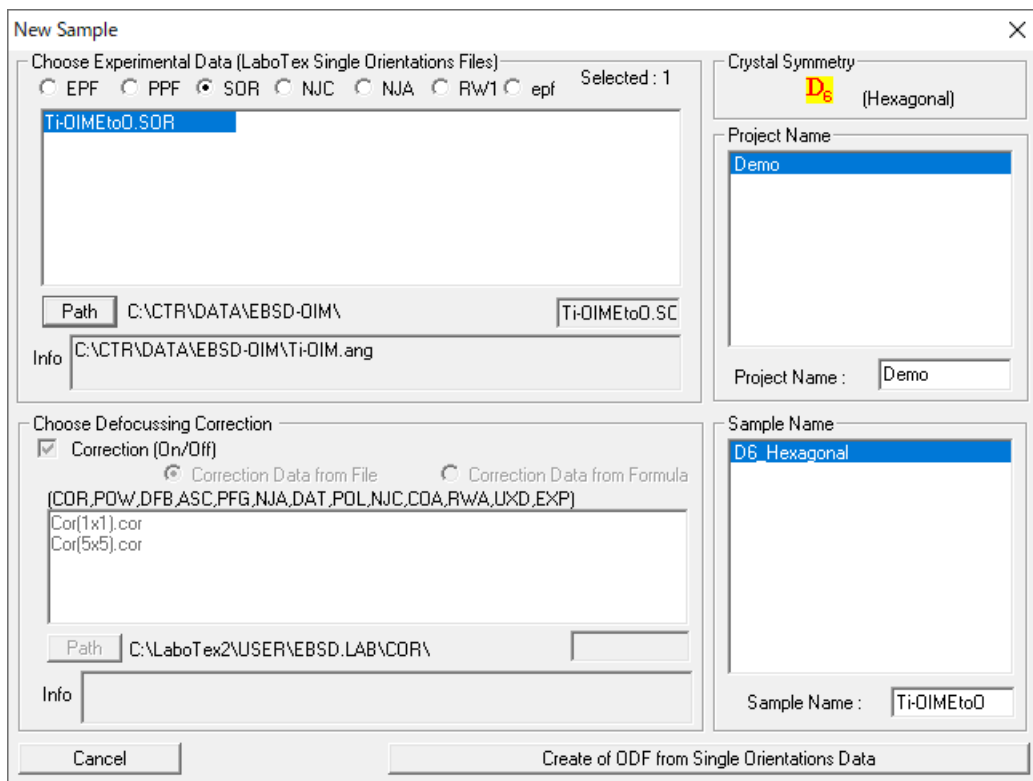 New Sample
Choose Experimental Data (LaboTex Single Orientations Files)
EPF PPF SOR NJC NJA RW1 epf Selected : 1
Ti-OIMEtoO.SOR
Path C:\CTR\DATA\EBSD-OIM\ Ti-OIMEtoO.SC
Info C:\CTR\DATA\EBSD-OIM\Ti-OIM.ang
Crystal Symmetry
D6 (Hexagonal)
Project Name
Demo
Project Name : Demo
Choose Defocussing Correction
Correction (On/Off)
Correction Data from File Correction Data from Formula
(COR,POW,DFB,ASC,PFG,NJA,DAT,POL,NJC,COA,RWA,UXD,EXP)
Cor(1x1).cor
Cor(5x5).cor
Path C:\LaboTex2\USER\EBSD.LAB\COR\
Info
Sample Name
D6_Hexagonal
Sample Name : Ti-OIMEtoO
Cancel Create of ODF from Single Orientations Data